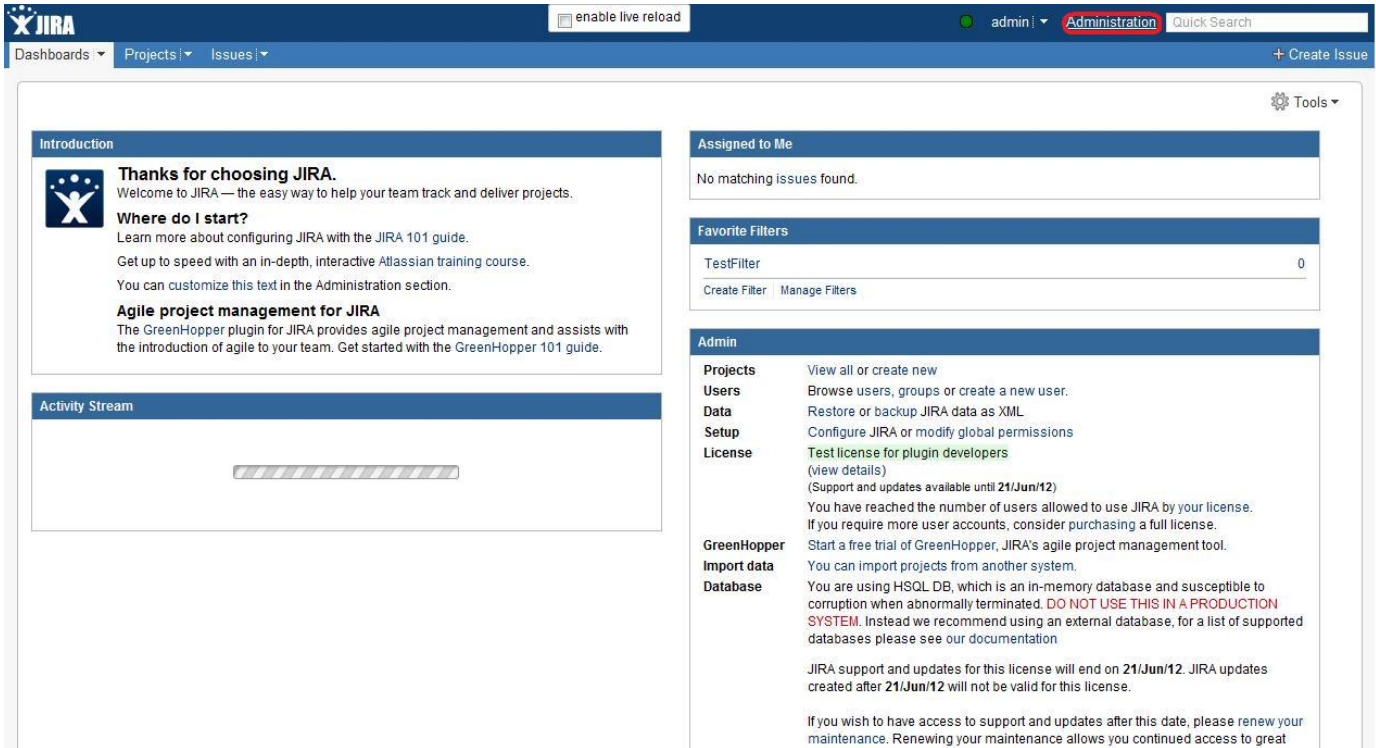 JIRA
enable live reload
admin
Administration
Quick Search
Dashboards
Projects
Issues
+ Create Issue
Tools
Introduction
Thanks for choosing JIRA.
Welcome to JIRA — the easy way to help your team track and deliver projects.
Where do I start?
Learn more about configuring JIRA with the JIRA 101 guide.
Get up to speed with an in-depth, interactive Atlassian training course.
You can customize this text in the Administration section.
Agile project management for JIRA
The GreenHopper plugin for JIRA provides agile project management and assists with
the introduction of agile to your team. Get started with the GreenHopper 101 guide.
Activity Stream
Assigned to Me
No matching issues found.
Favorite Filters
TestFilter 0
Create Filter Manage Filters
Admin
Projects View all or create new
Users Browse users, groups or create a new user.
Data Restore or backup JIRA data as XML
Setup Configure JIRA or modify global permissions
License Test license for plugin developers
(view details)
(Support and updates available until 21/Jun/12)
You have reached the number of users allowed to use JIRA by your license.
If you require more user accounts, consider purchasing a full license.
GreenHopper Start a free trial of GreenHopper, JIRA's agile project management tool.
Import data You can import projects from another system.
Database You are using HSQL DB, which is an in-memory database and susceptible to
corruption when abnormally terminated. DO NOT USE THIS IN A PRODUCTION
SYSTEM. Instead we recommend using an external database, for a list of supported
databases please see our documentation
JIRA support and updates for this license will end on 21/Jun/12. JIRA updates
created after 21/Jun/12 will not be valid for this license.
If you wish to have access to support and updates after this date, please renew your
maintenance. Renewing your maintenance allows you continued access to great